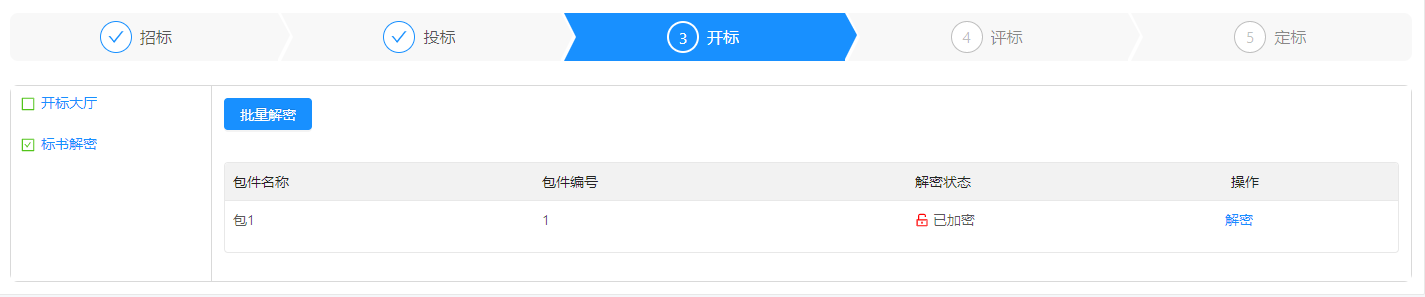 招标
投标
3 开标
4 评标
5 定标
开标大厅
标书解密
批量解密
包件名称 包件编号 解密状态 操作
包1 1 已加密 解密